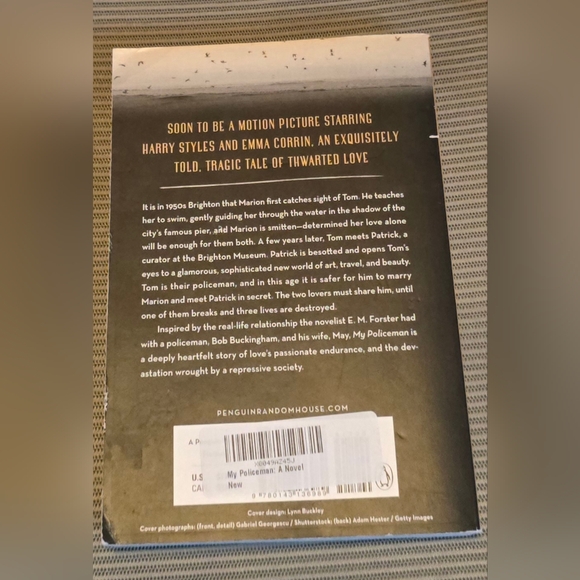 SOON TO BE A MOTION PICTURE STARRING
HARRY STYLES AND EMMA CORRIN, AN EXQUISITELY
TOLD, TRAGIC TALE OF THWARTED LOVE
It is in 1950s Brighton that Marion first catches sight of Tom. He teaches
her to swim, gently guiding her through the water in the shadow of the
city's famous pier, and Marion is smitten—determined her love alone
will be enough for them both. A few years later, Tom meets Patrick, a
curator at the Brighton Museum. Patrick is besotted and opens Tom's
eyes to a glamorous, sophisticated new world of art, travel, and beauty.
Tom is their policeman, and in this age it is safer for him to marry
Marion and meet Patrick in secret. The two lovers must share him, until
one of them breaks and three lives are destroyed.
Inspired by the real-life relationship the novelist E. M. Forster had
with a policeman, Bob Buckingham, and his wife, May, My Policeman is
a deeply heartfelt story of love's passionate endurance, and the dev-
astation wrought by a repressive society.
PENGUINRANDOMHOUSE.COM
A P
U.S
CA
My Policeman: A Novel
New
Cover design: Lynn Buckley
Cover photographs: (front, detail) Gabriel Georgescu / Shutterstock; (back) Adam Hester / Getty Images